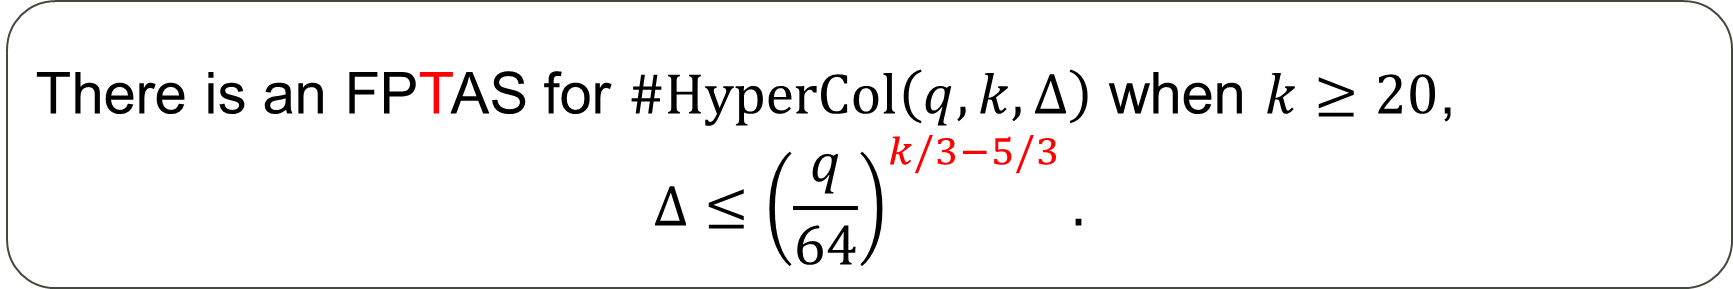 There is an FPTAS for #HyperCol(q, k, Δ) when k ≥ 20,
Δ ≤ (q/64)^{k/3−5/3} .